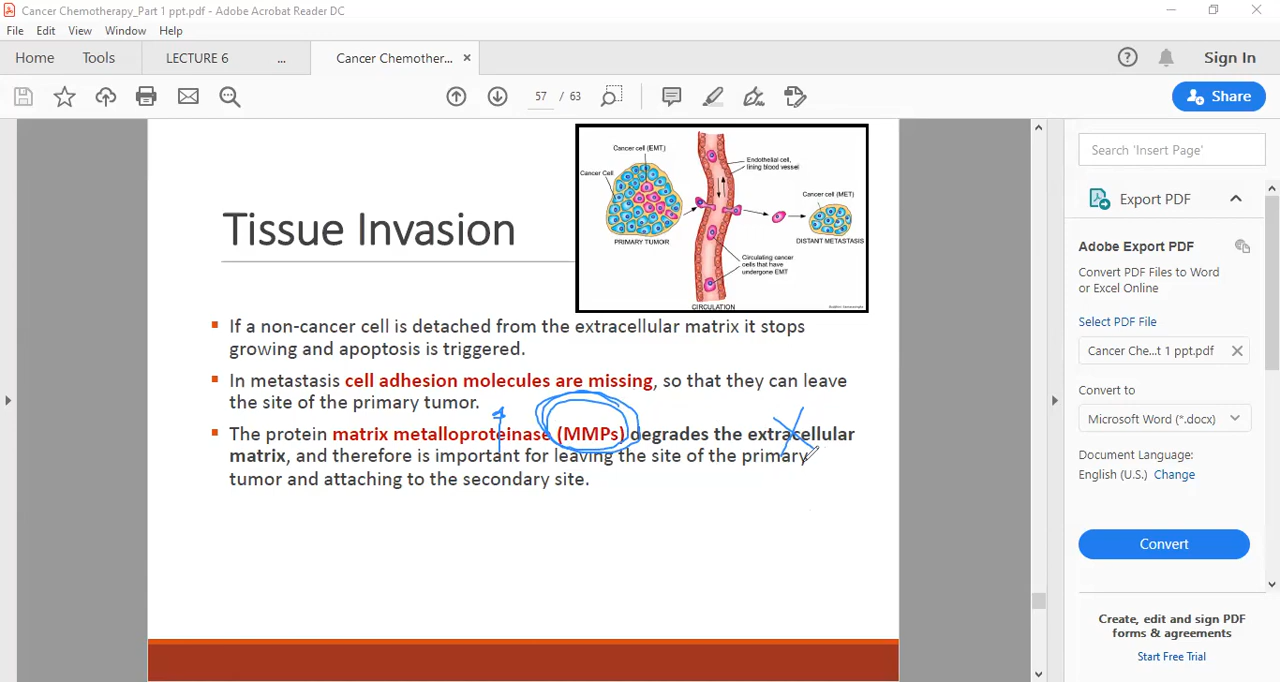 Cancer Chemotherapy_Part 1 ppt.pdf - Adobe Acrobat Reader DC
File Edit View Window Help
Home Tools LECTURE 6 ... Cancer Chemother... × Sign In
57 / 63 Share
Cancer cell (EMT)
Cancer Cell
PRIMARY TUMOR
Endothelial cell,
lining blood vessel
Cancer cell (MET)
DISTANT METASTASIS
Circulating cancer
cells that have
undergone EMT
CIRCULATION
Tissue Invasion
If a non-cancer cell is detached from the extracellular matrix it stops
growing and apoptosis is triggered.
In metastasis cell adhesion molecules are missing, so that they can leave
the site of the primary tumor.
The protein matrix metalloproteinase (MMPs) degrades the extracellular
matrix, and therefore is important for leaving the site of the primary
tumor and attaching to the secondary site.
Search 'Insert Page'
Export PDF
Adobe Export PDF
Convert PDF Files to Word
or Excel Online
Select PDF File
Cancer Che...t 1 ppt.pdf
Convert to
Microsoft Word (*.docx)
Document Language:
English (U.S.) Change
Convert
Create, edit and sign PDF
forms & agreements
Start Free Trial